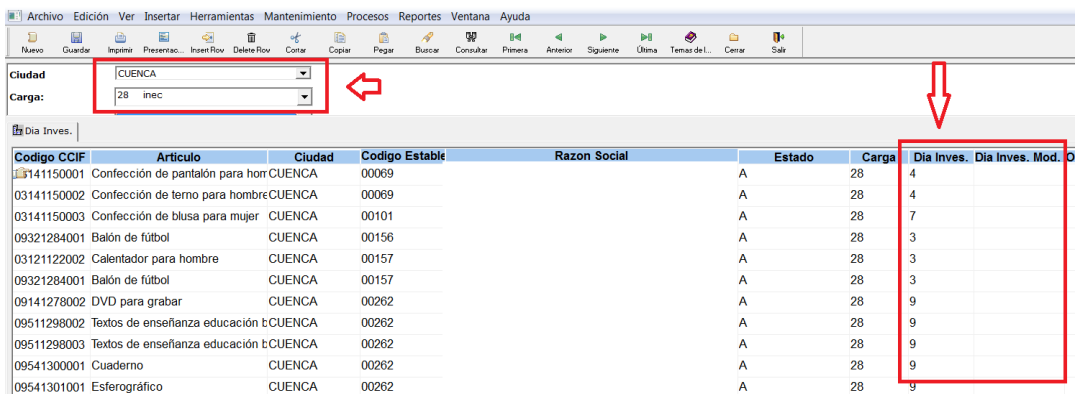 Archivo Edición Ver Insertar Herramientas Mantenimiento Procesos Reportes Ventana Ayuda
Nuevo Guardar Imprimir Presentac... Insert Row Delete Row Cortar Copiar Pegar Buscar Consultar Primera Anterior Siguiente Última Temas de I... Cerrar Salir
Ciudad CUENCA
Carga: 28 inec
Dia Inves.
Codigo CCIF Articulo Ciudad Codigo Estable Razon Social Estado Carga Dia Inves. Dia Inves. Mod. O
141150001 Confección de pantalón para hom CUENCA 00069 A 28 4
03141150002 Confección de terno para hombre CUENCA 00069 A 28 4
03141150003 Confección de blusa para mujer CUENCA 00101 A 28 7
09321284001 Balón de fútbol CUENCA 00156 A 28 3
03121122002 Calentador para hombre CUENCA 00157 A 28 3
09321284001 Balón de fútbol CUENCA 00157 A 28 3
09141278002 DVD para grabar CUENCA 00262 A 28 9
09511298002 Textos de enseñanza educación b CUENCA 00262 A 28 9
09511298003 Textos de enseñanza educación b CUENCA 00262 A 28 9
09541300001 Cuaderno CUENCA 00262 A 28 9
09541301001 Esferográfico CUENCA 00262 A 28 9